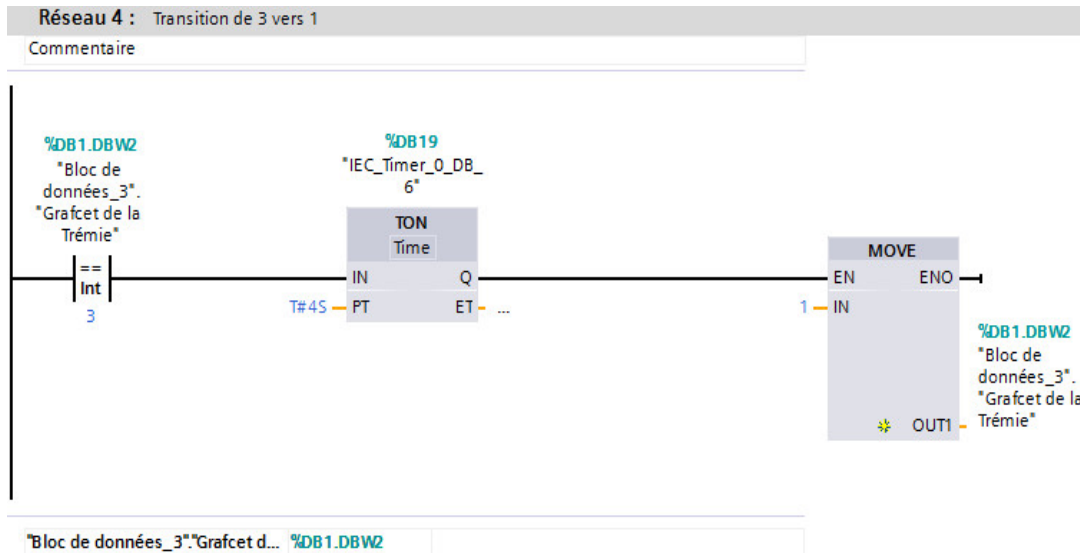 Réseau 4 : Transition de 3 vers 1
Commentaire
%DB1.DBW2
"Bloc de
données_3".
"Grafcet de la
Trémie"
==
Int
3
%DB19
"IEC_Timer_0_DB_
6"
TON
Time
IN Q
T#4S PT ET ...
MOVE
EN ENO
1 IN
%DB1.DBW2
"Bloc de
données_3".
"Grafcet de la
OUT1 Trémie"
"Bloc de données_3"."Grafcet d... %DB1.DBW2